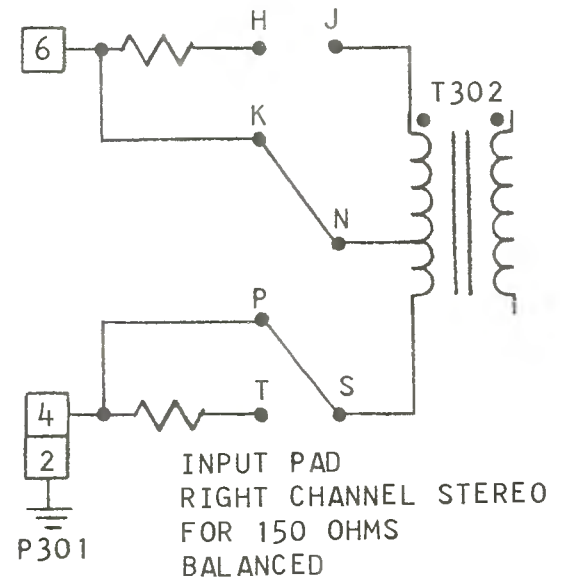 H J
6
T302
K
N
P
T S
4
2
INPUT PAD
RIGHT CHANNEL STEREO
FOR 150 OHMS
BALANCED
P301